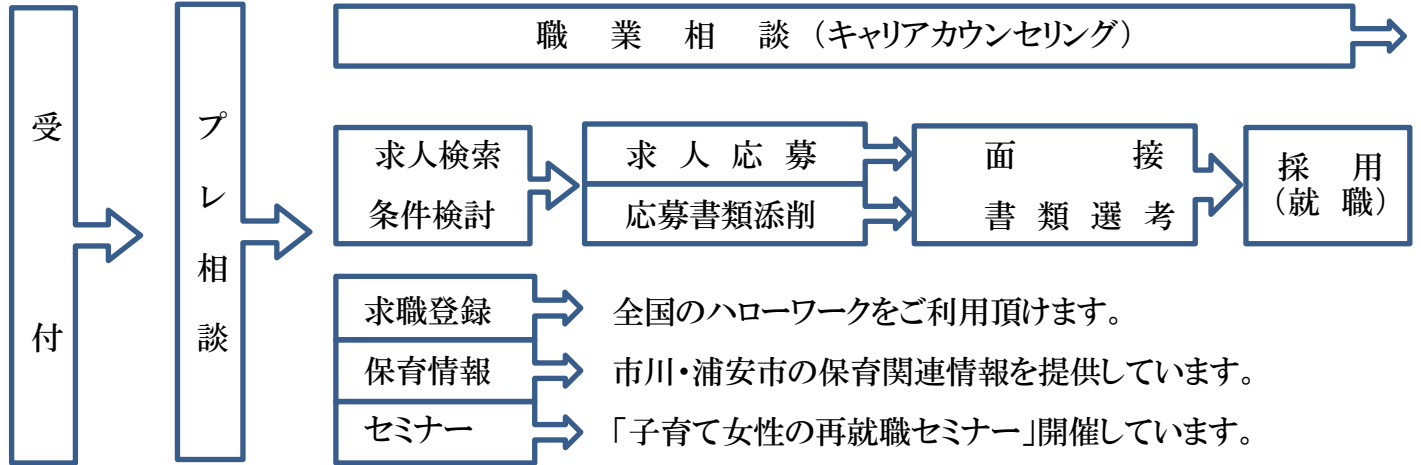 受付
プレ相談
職業相談（キャリアカウンセリング）
求人検索
条件検討
求人応募
応募書類添削
面接
書類選考
採用
（就職）
求職登録
全国のハローワークをご利用頂けます。
保育情報
市川・浦安市の保育関連情報を提供しています。
セミナー
「子育て女性の再就職セミナー」開催しています。